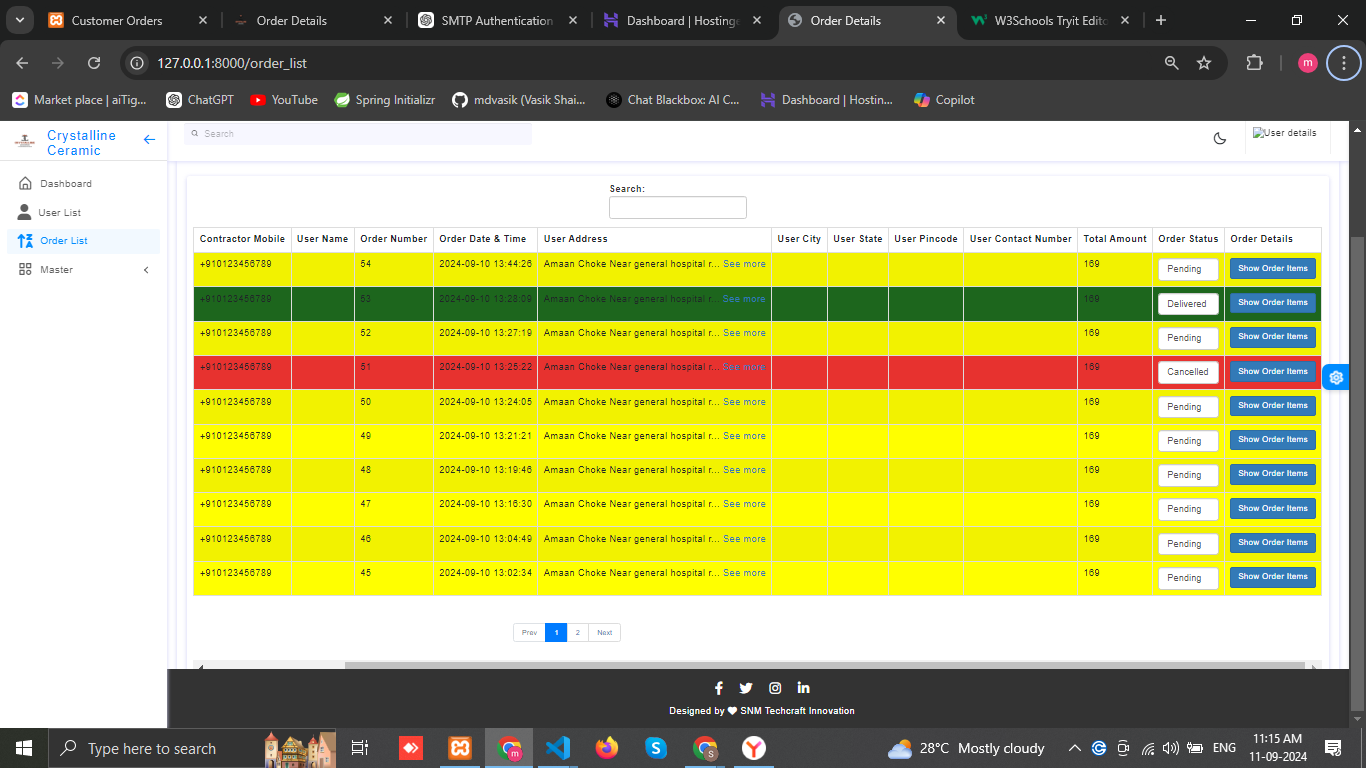 Customer Orders
Order Details
SMTP Authentication
Dashboard | Hostinge
Order Details
W3Schools Tryit Edito
127.0.0.1:8000/order_list
m
Market place | aiTig...
ChatGPT
YouTube
Spring Initializr
mdvasik (Vasik Shai...
Chat Blackbox: AI C...
Dashboard | Hostin...
Copilot
Crystalline
Ceramic
Search
User details
Dashboard
User List
Order List
Master
Search:
Contractor Mobile User Name Order Number Order Date & Time User Address User City User State User Pincode User Contact Number Total Amount Order Status Order Details
+910123456789 54 2024-09-10 13:44:26 Amaan Choke Near general hospital r... See more 169 Pending Show Order Items
+910123456789 53 2024-09-10 13:28:09 Amaan Choke Near general hospital r... See more 169 Delivered Show Order Items
+910123456789 52 2024-09-10 13:27:19 Amaan Choke Near general hospital r... See more 169 Pending Show Order Items
+910123456789 51 2024-09-10 13:25:22 Amaan Choke Near general hospital r... See more 169 Cancelled Show Order Items
+910123456789 50 2024-09-10 13:24:05 Amaan Choke Near general hospital r... See more 169 Pending Show Order Items
+910123456789 49 2024-09-10 13:21:21 Amaan Choke Near general hospital r... See more 169 Pending Show Order Items
+910123456789 48 2024-09-10 13:19:46 Amaan Choke Near general hospital r... See more 169 Pending Show Order Items
+910123456789 47 2024-09-10 13:16:30 Amaan Choke Near general hospital r... See more 169 Pending Show Order Items
+910123456789 46 2024-09-10 13:04:49 Amaan Choke Near general hospital r... See more 169 Pending Show Order Items
+910123456789 45 2024-09-10 13:02:34 Amaan Choke Near general hospital r... See more 169 Pending Show Order Items
Prev 1 2 Next
Designed by SNM Techcraft Innovation
Type here to search
28°C Mostly cloudy
ENG
11:15 AM
11-09-2024